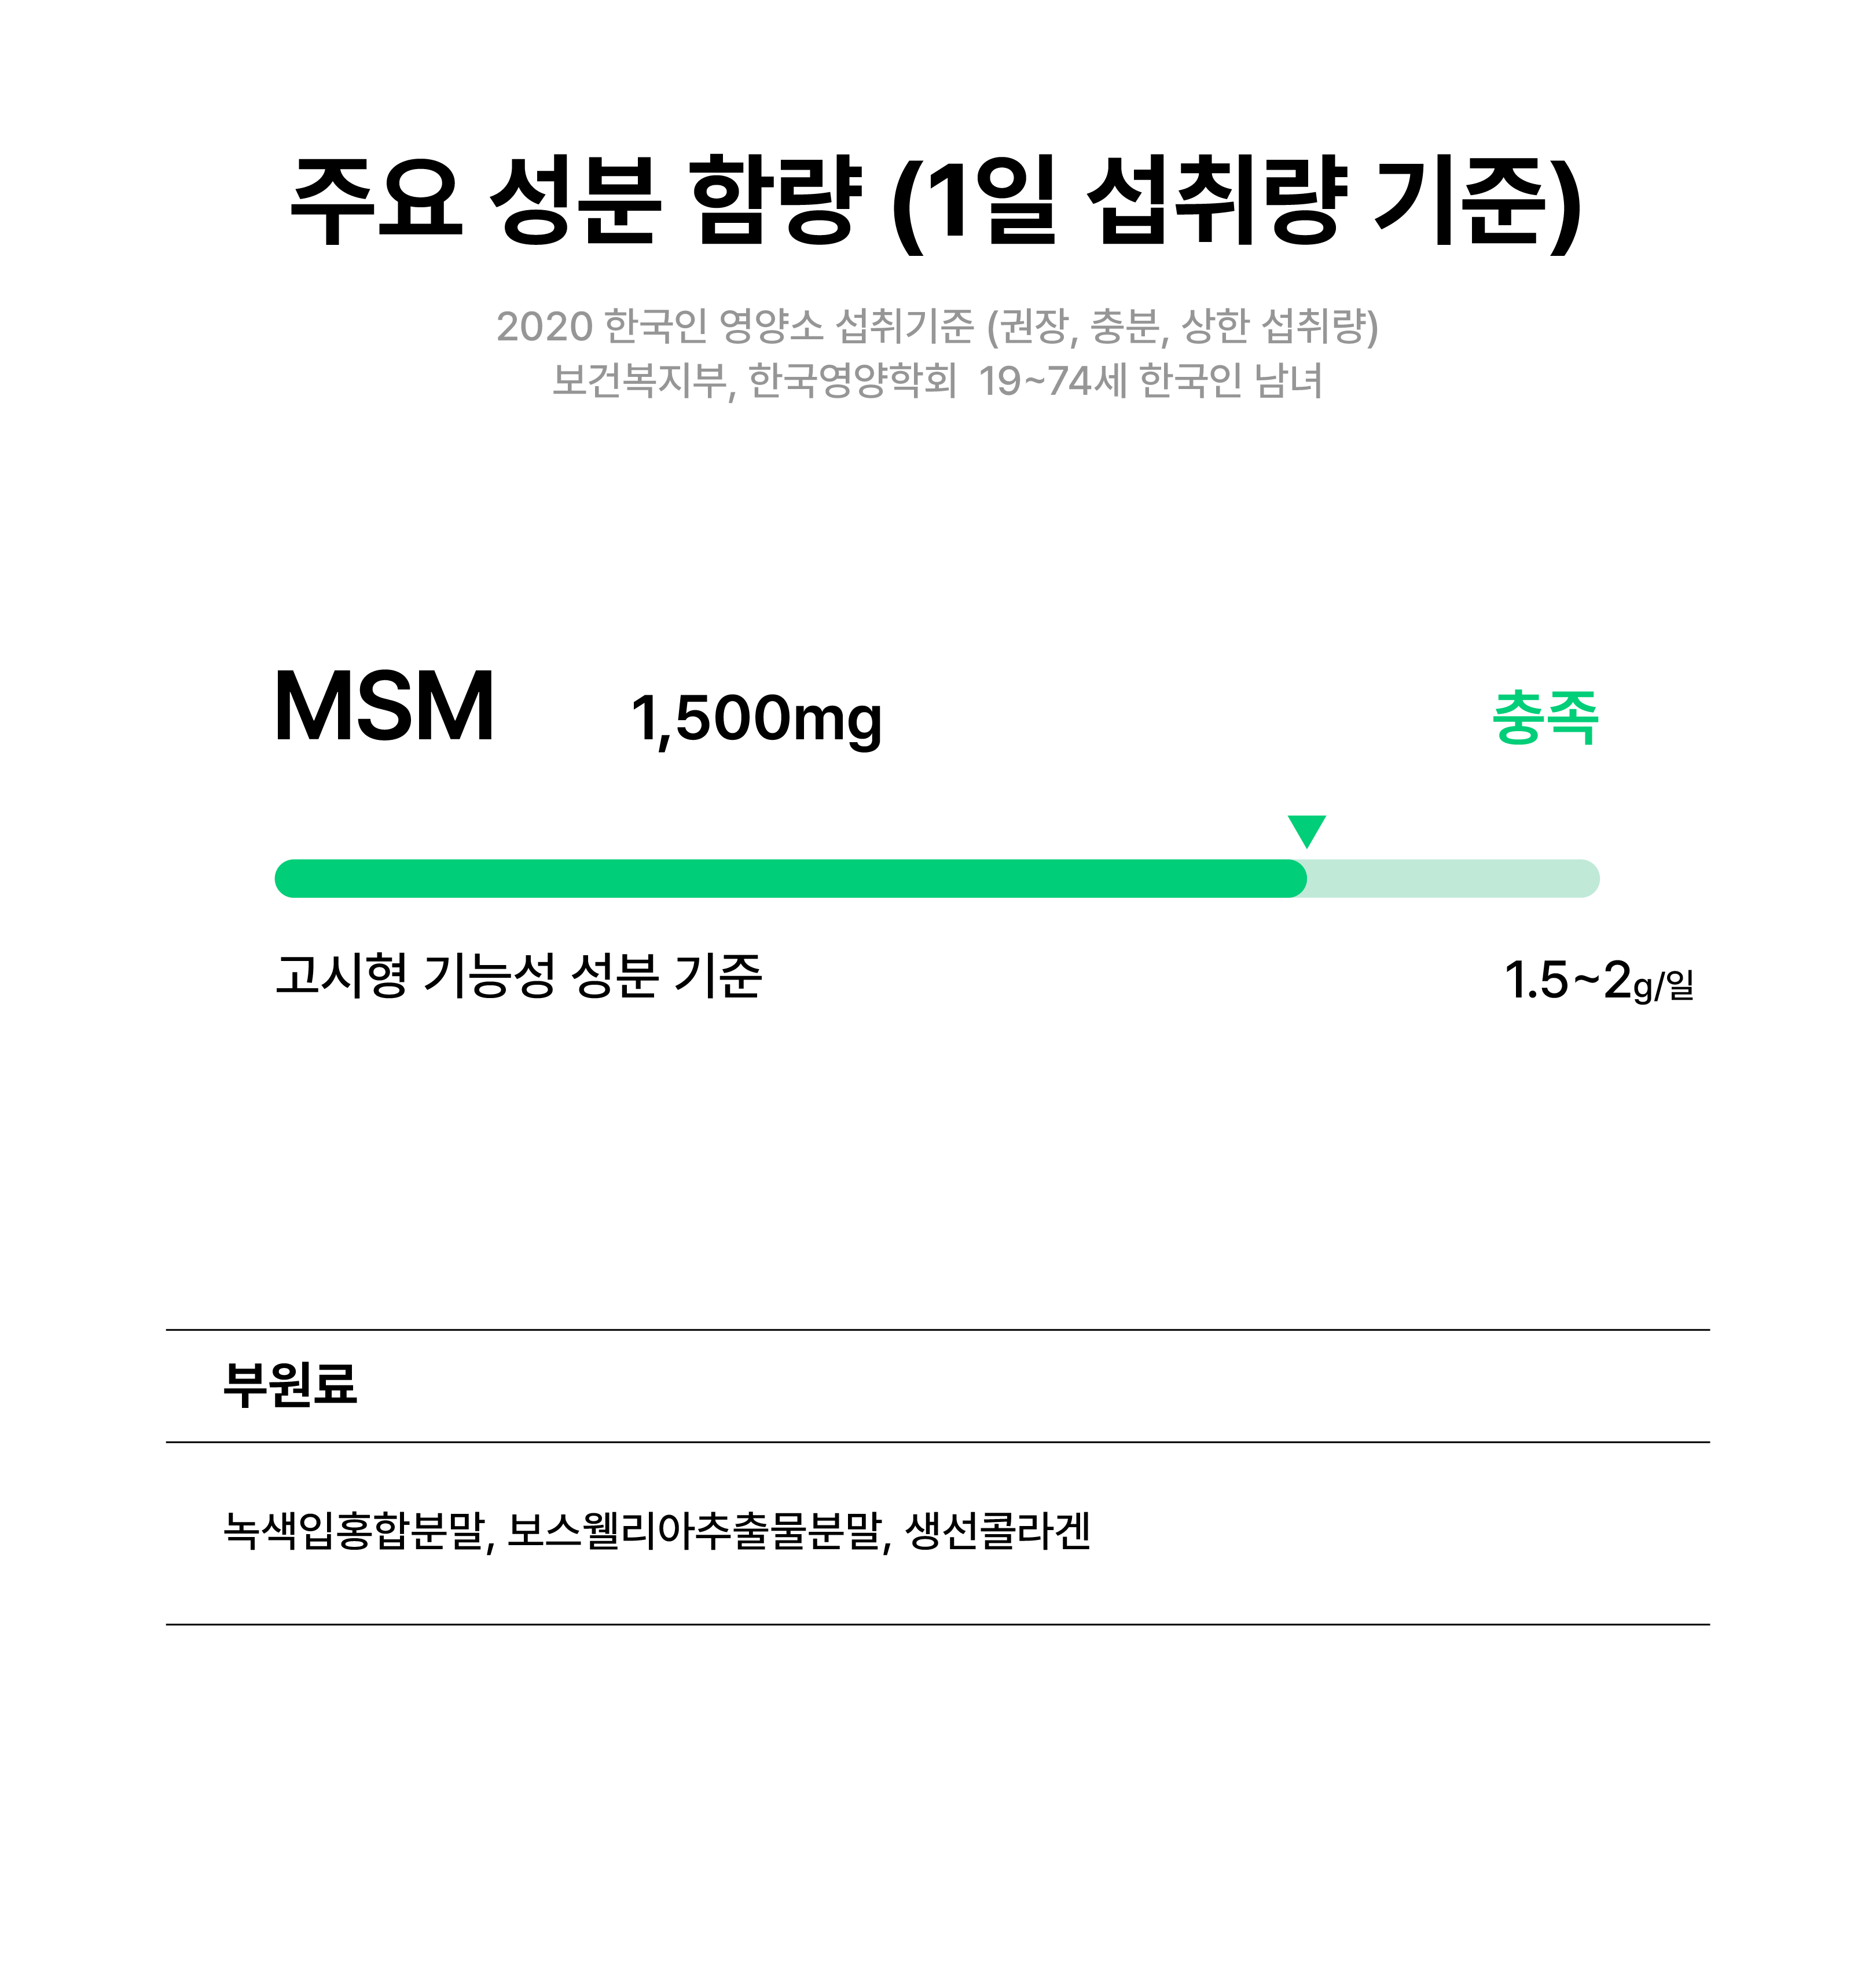 주요 성분 함량 (1일 섭취량 기준)
2020 한국인 영양소 섭취기준 (권장, 충분, 상한 섭취량)
보건복지부, 한국영양학회 19~74세 한국인 남녀
MSM 1,500mg 충족
고시형 기능성 성분 기준 1.5~2g/일
부원료
녹색입홍합분말, 보스웰리아추출물분말, 생선콜라겐